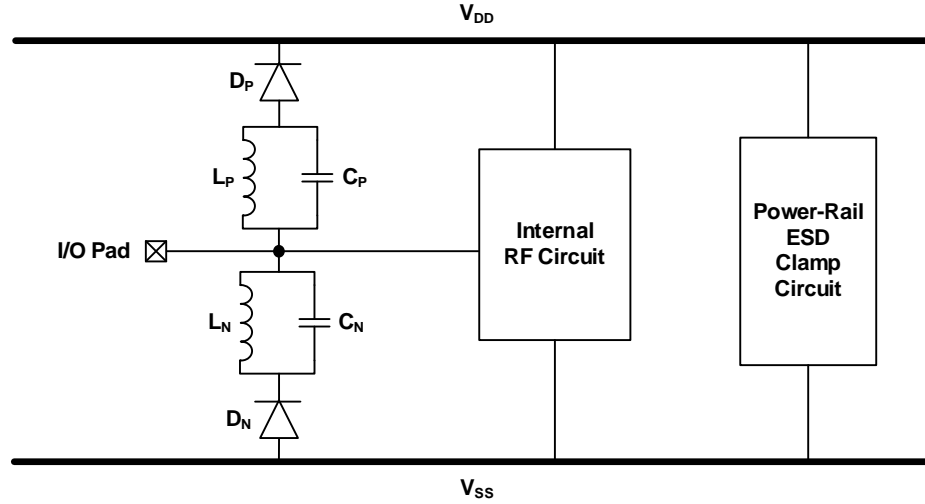 VDD
DP
LP
CP
I/O Pad
Internal
RF Circuit
Power-Rail
ESD
Clamp
Circuit
LN
CN
DN
VSS